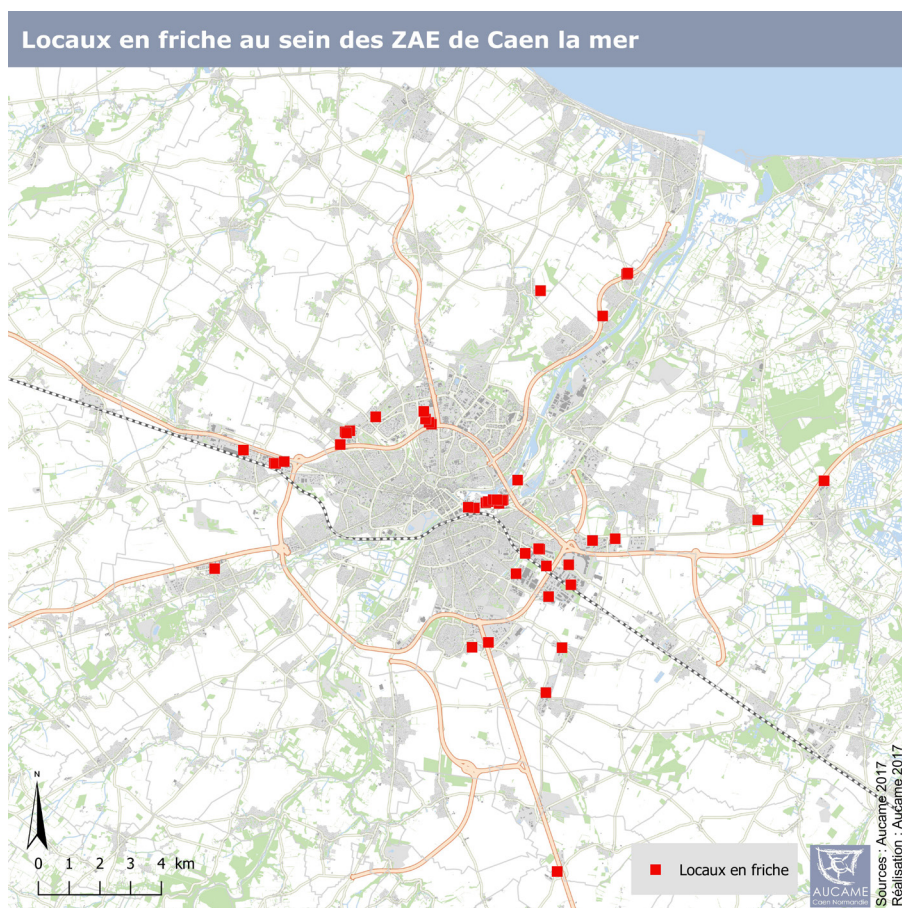 Locaux en friche au sein des ZAE de Caen la mer
N
0 1 2 3 4 km
Locaux en friche
AUCAME
Caen Normandie
Sources : Aucame 2017
Réalisation : Aucame 2017